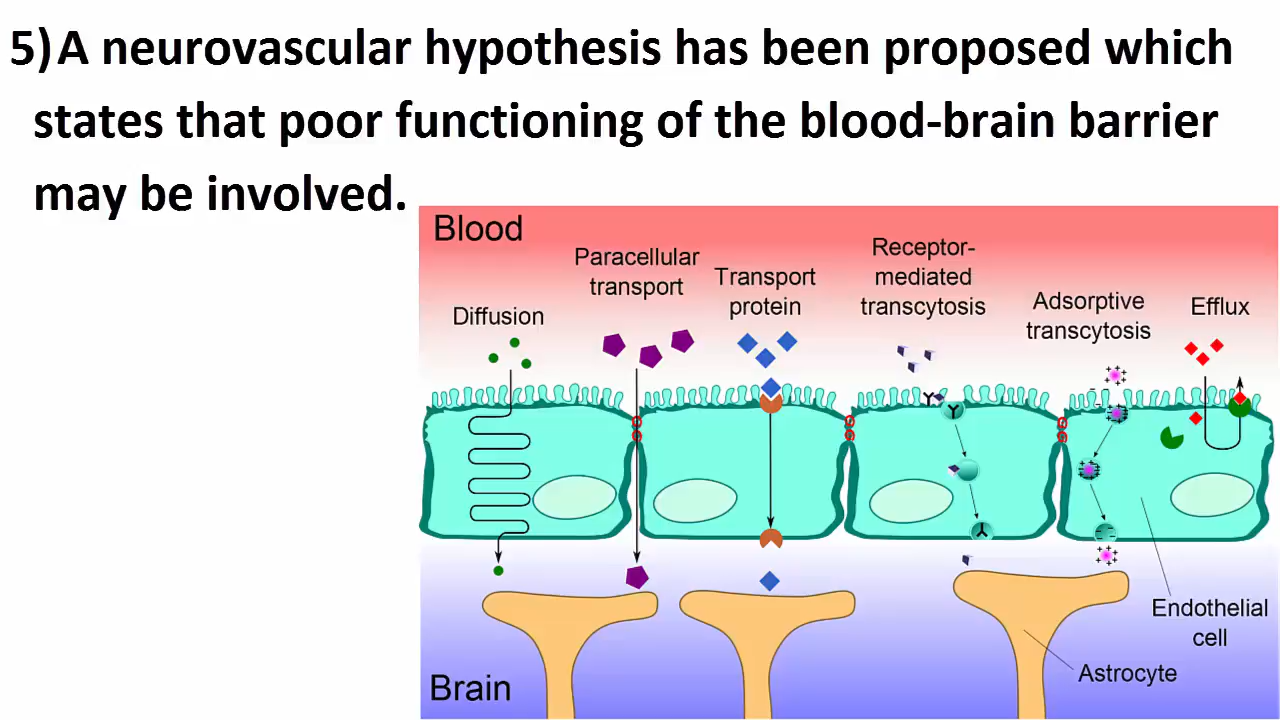 5) A neurovascular hypothesis has been proposed which
states that poor functioning of the blood-brain barrier
may be involved.
Blood
Diffusion
Paracellular
transport
Transport
protein
Receptor-
mediated
transcytosis
Adsorptive
transcytosis
Efflux
Endothelial
cell
Astrocyte
Brain